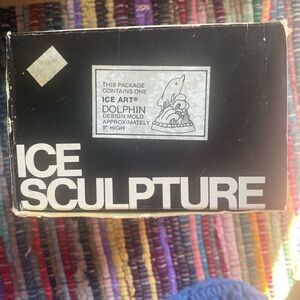 THIS PACKAGE
CONTAINS ONE
ICE ART®
DOLPHIN
DESIGN MOLD
APPROXIMATELY
9" HIGH
ICE
SCULPTURE